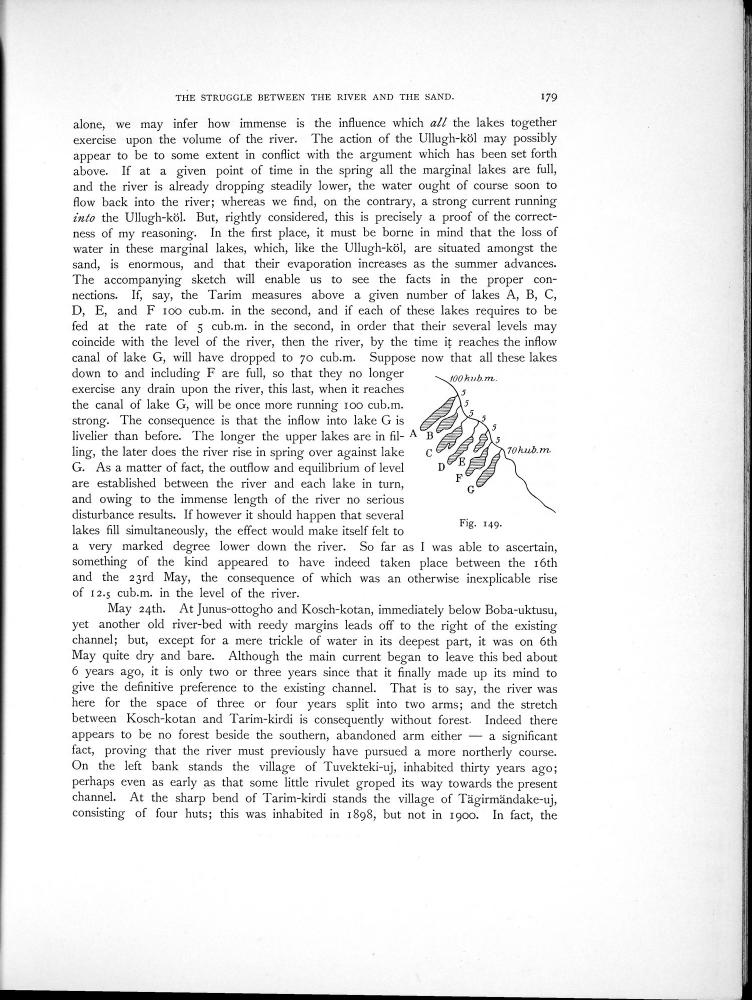 THE STRUGGLE BETWEEN THE RIVER AND THE SAND. 179
alone, we may infer how immense is the influence which all the lakes together
exercise upon the volume of the river. The action of the Ullugh-köl may possibly
appear to be to some extent in conflict with the argument which has been set forth
above. If at a given point of time in the spring all the marginal lakes are full,
and the river is already dropping steadily lower, the water ought of course soon to
flow back into the river; whereas we find, on the contrary, a strong current running
into the Ullugh-köl. But, rightly considered, this is precisely a proof of the correct-
ness of my reasoning. In the first place, it must be borne in mind that the loss of
water in these marginal lakes, which, like the Ullugh-köl, are situated amongst the
sand, is enormous, and that their evaporation increases as the summer advances.
The accompanying sketch will enable us to see the facts in the proper con-
nections. If, say, the Tarim measures above a given number of lakes A, B, C,
D, E, and F 100 cub.m. in the second, and if each of these lakes requires to be
fed at the rate of 5 cub.m. in the second, in order that their several levels may
coincide with the level of the river, then the river, by the time it reaches the inflow
canal of lake G, will have dropped to 70 cub.m. Suppose now that all these lakes
down to and including F are full, so that they no longer
exercise any drain upon the river, this last, when it reaches
the canal of lake G, will be once more running 100 cub.m.
strong. The consequence is that the inflow into lake G is
livelier than before. The longer the upper lakes are in fil-
ling, the later does the river rise in spring over against lake
G. As a matter of fact, the outflow and equilibrium of level
are established between the river and each lake in turn,
and owing to the immense length of the river no serious
disturbance results. If however it should happen that several
lakes fill simultaneously, the effect would make itself felt to
100 kub.m.
5
5
5
5
5
5
70 kub.m
A
B
C
D
E
F
G
Fig. 149.
a very marked degree lower down the river. So far as I was able to ascertain,
something of the kind appeared to have indeed taken place between the 16th
and the 23rd May, the consequence of which was an otherwise inexplicable rise
of 12.5 cub.m. in the level of the river.
May 24th. At Junus-ottogho and Kosch-kotan, immediately below Boba-uktusu,
yet another old river-bed with reedy margins leads off to the right of the existing
channel; but, except for a mere trickle of water in its deepest part, it was on 6th
May quite dry and bare. Although the main current began to leave this bed about
6 years ago, it is only two or three years since that it finally made up its mind to
give the definitive preference to the existing channel. That is to say, the river was
here for the space of three or four years split into two arms; and the stretch
between Kosch-kotan and Tarim-kirdi is consequently without forest. Indeed there
appears to be no forest beside the southern, abandoned arm either — a significant
fact, proving that the river must previously have pursued a more northerly course.
On the left bank stands the village of Tuvekteki-uj, inhabited thirty years ago;
perhaps even as early as that some little rivulet groped its way towards the present
channel. At the sharp bend of Tarim-kirdi stands the village of Tägirmändake-uj,
consisting of four huts; this was inhabited in 1898, but not in 1900. In fact, the